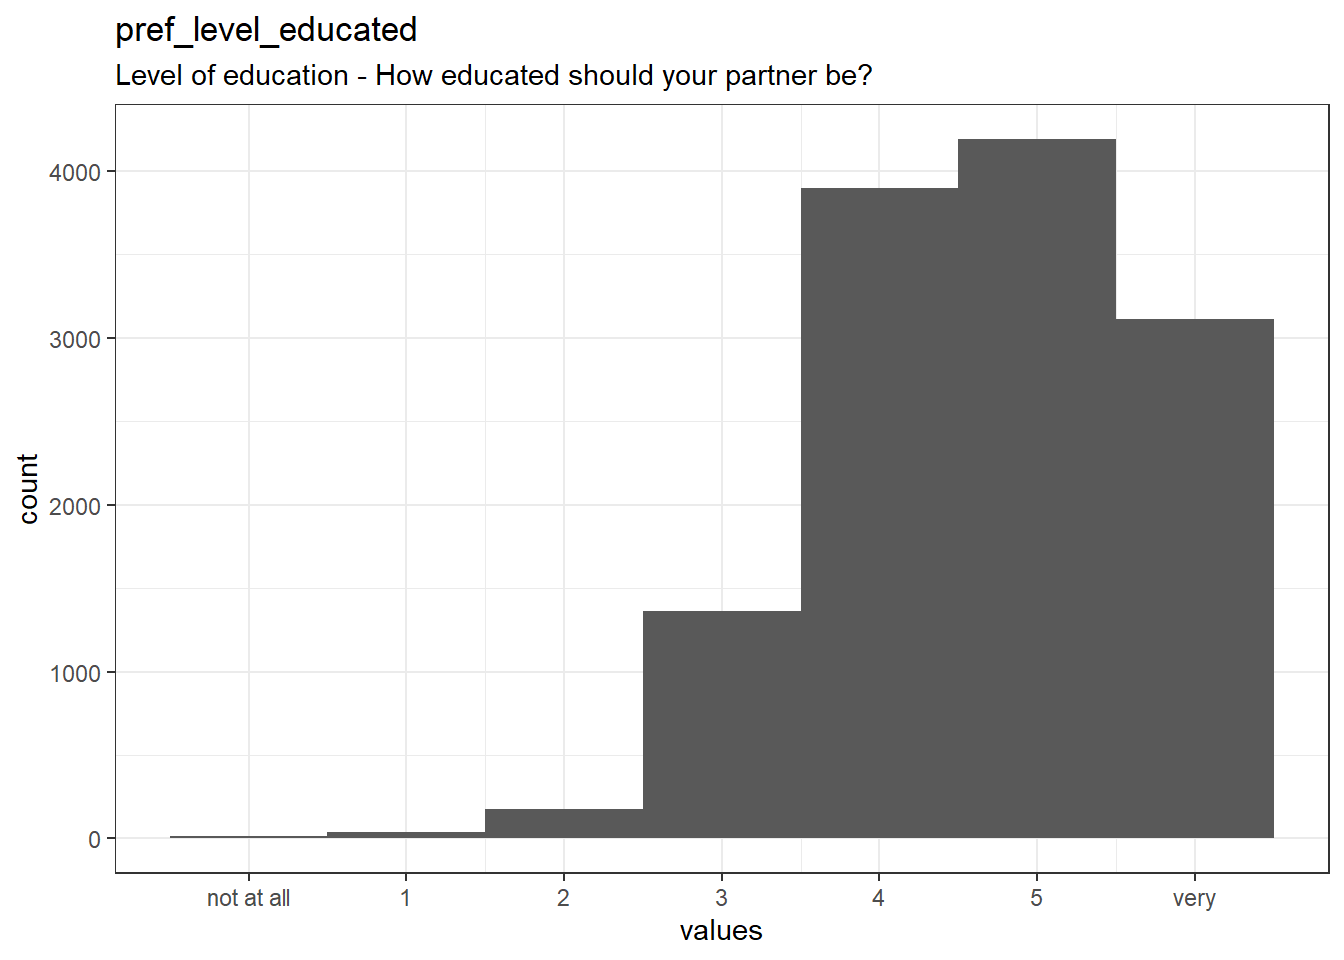 pref_level_educated
Level of education - How educated should your partner be?
4000
3000
2000
1000
0
count
not at all 1 2 3 4 5 very
values